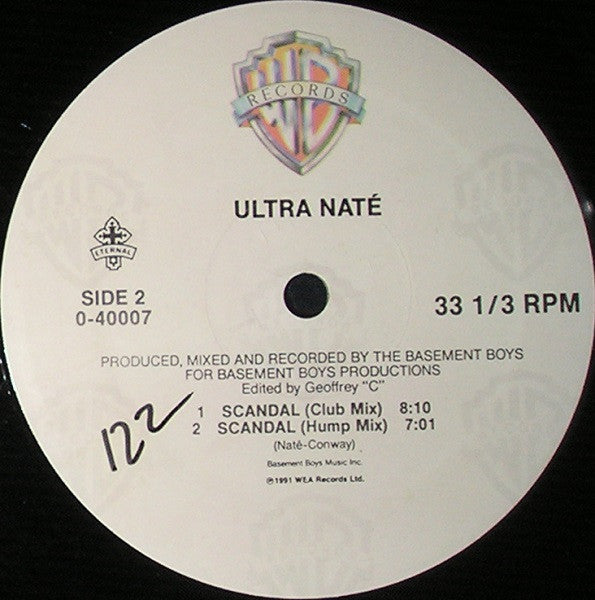 RECORDS
ULTRA NATÉ
ETERNAL
SIDE 2
0-40007
33 1/3 RPM
PRODUCED, MIXED AND RECORDED BY THE BASEMENT BOYS
FOR BASEMENT BOYS PRODUCTIONS
Edited by Geoffrey "C"
122
1 SCANDAL (Club Mix) 8:10
2 SCANDAL (Hump Mix) 7:01
(Naté-Conway)
Basement Boys Music Inc.
℗1991 WEA Records Ltd.